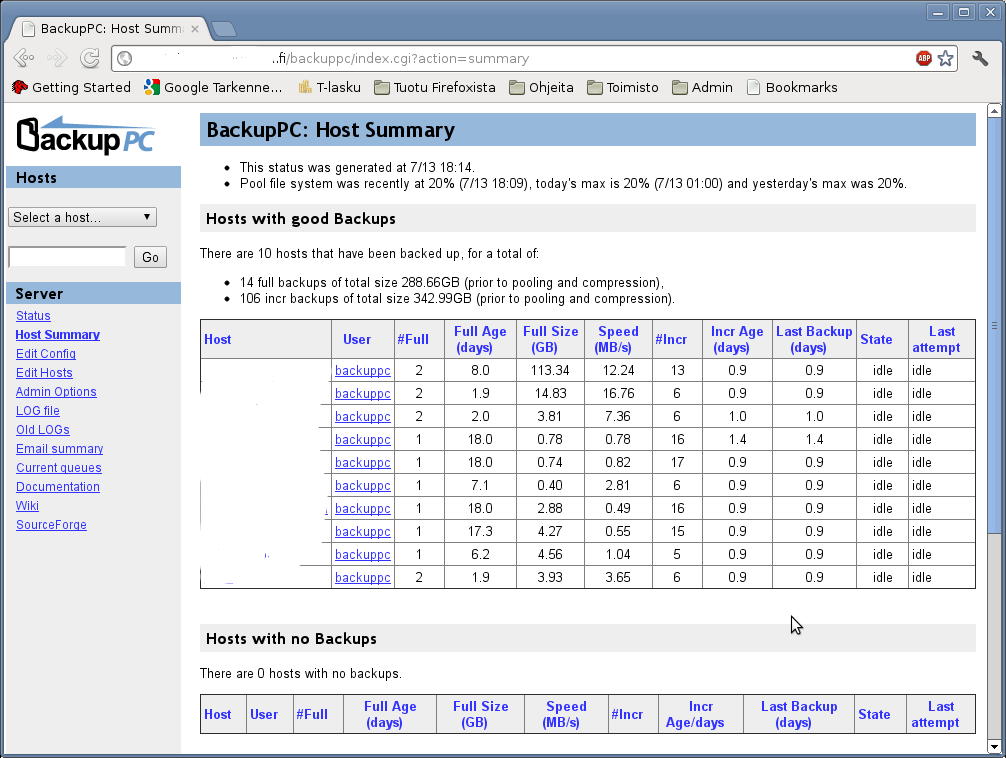 BackupPC: Host Summ
..fi/backuppc/index.cgi?action=summary
ABP
Getting Started Google Tarkenne... T-lasku Tuotu Firefoxista Ohjeita Toimisto Admin Bookmarks
Backup PC
Hosts
Select a host...
Go
Server
Status
Host Summary
Edit Config
Edit Hosts
Admin Options
LOG file
Old LOGs
Email summary
Current queues
Documentation
Wiki
SourceForge
BackupPC: Host Summary
• This status was generated at 7/13 18:14.
• Pool file system was recently at 20% (7/13 18:09), today's max is 20% (7/13 01:00) and yesterday's max was 20%.
Hosts with good Backups
There are 10 hosts that have been backed up, for a total of:
• 14 full backups of total size 288.66GB (prior to pooling and compression),
• 106 incr backups of total size 342.99GB (prior to pooling and compression).
Host User #Full Full Age (days) Full Size (GB) Speed (MB/s) #Incr Incr Age (days) Last Backup (days) State Last attempt
backuppc 2 8.0 113.34 12.24 13 0.9 0.9 idle idle
backuppc 2 1.9 14.83 16.76 6 0.9 0.9 idle idle
backuppc 2 2.0 3.81 7.36 6 1.0 1.0 idle idle
backuppc 1 18.0 0.78 0.78 16 1.4 1.4 idle idle
backuppc 1 18.0 0.74 0.82 17 0.9 0.9 idle idle
backuppc 1 7.1 0.40 2.81 6 0.9 0.9 idle idle
backuppc 1 18.0 2.88 0.49 16 0.9 0.9 idle idle
backuppc 1 17.3 4.27 0.55 15 0.9 0.9 idle idle
backuppc 1 6.2 4.56 1.04 5 0.9 0.9 idle idle
backuppc 2 1.9 3.93 3.65 6 0.9 0.9 idle idle
Hosts with no Backups
There are 0 hosts with no backups.
Host User #Full Full Age (days) Full Size (GB) Speed (MB/s) #Incr Incr Age/days Last Backup (days) State Last attempt